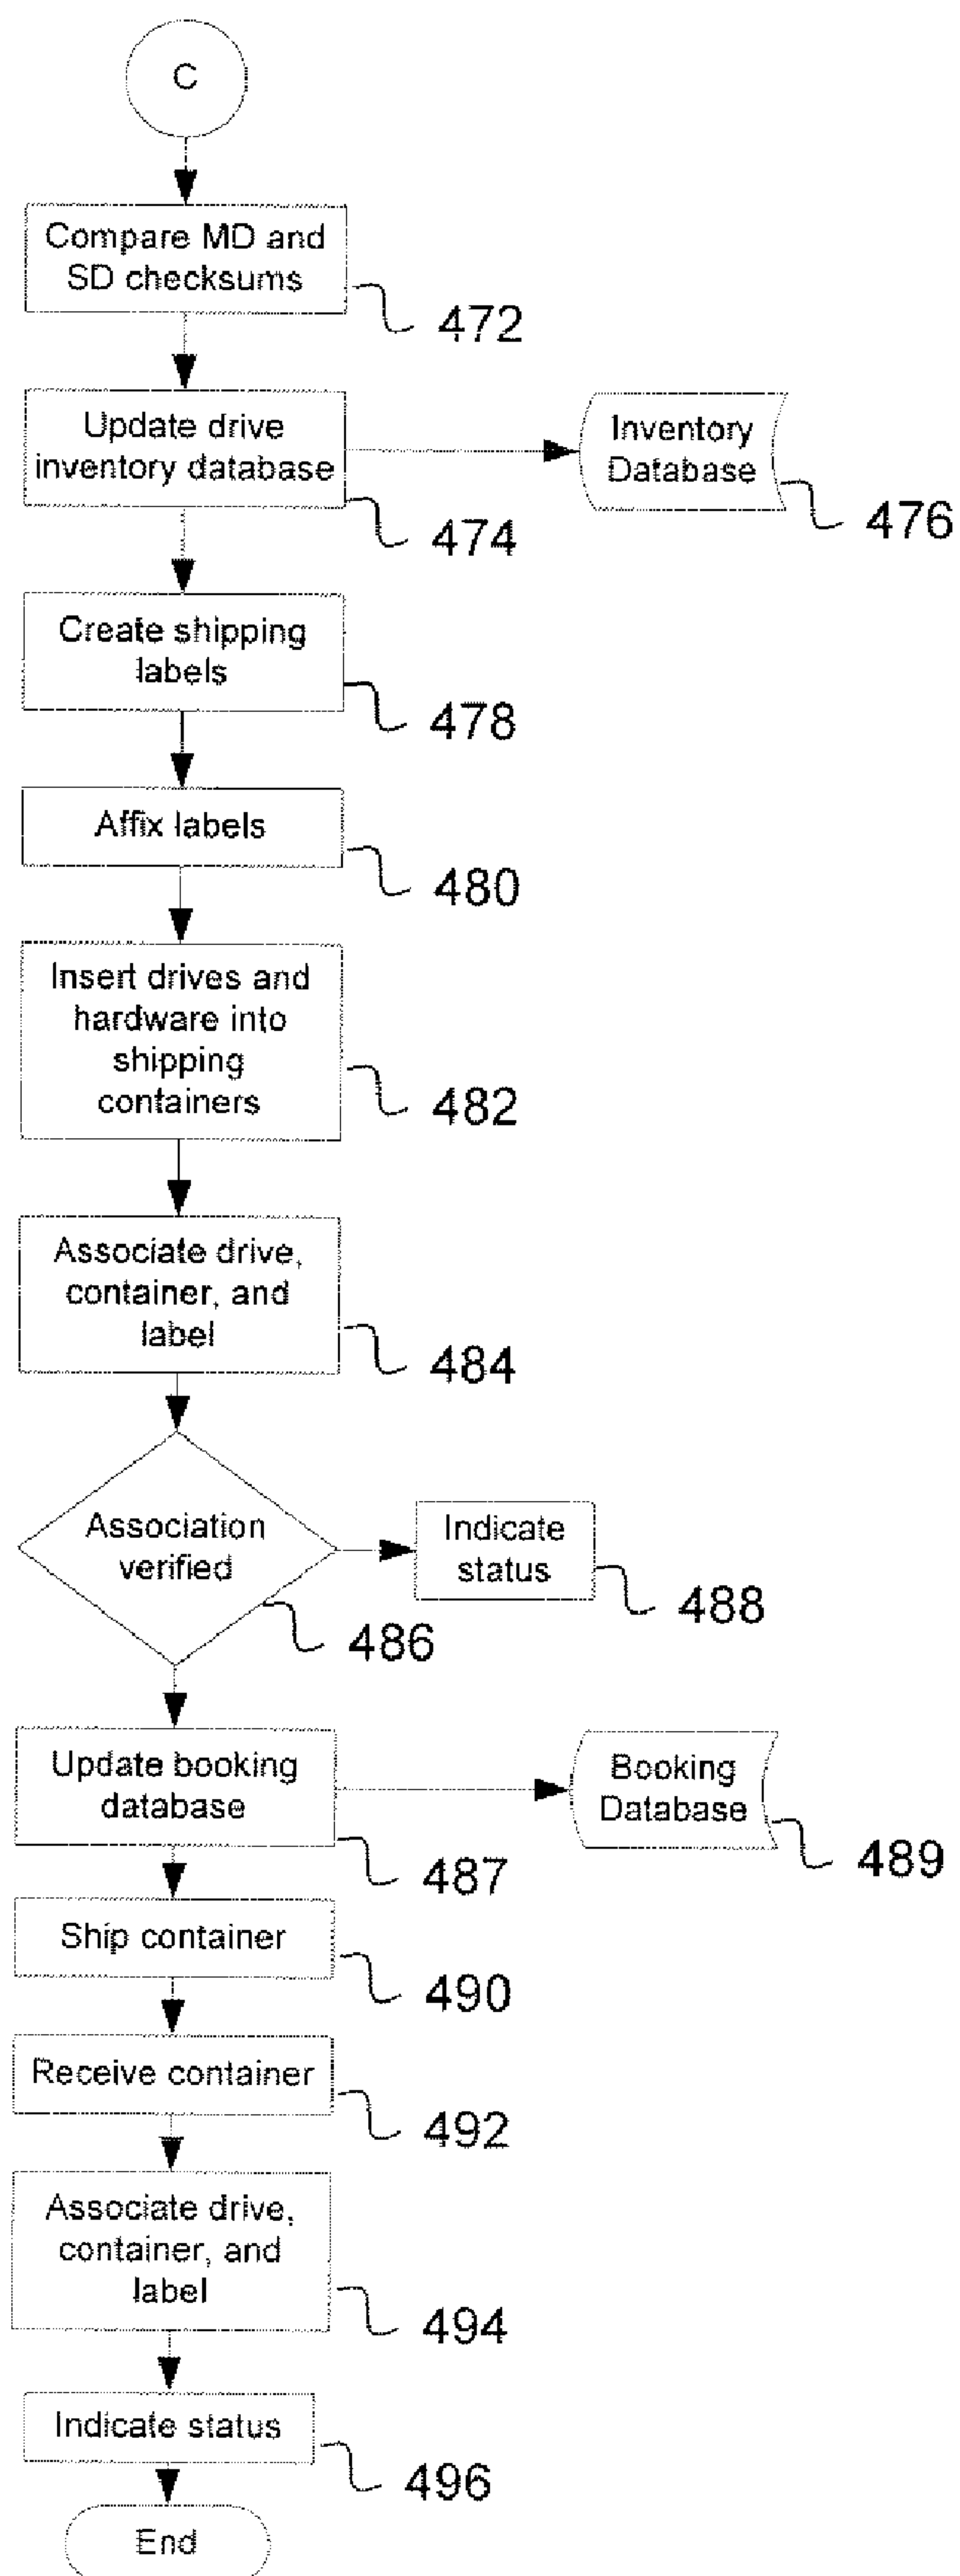 C
Compare MD and
SD checksums
472
Update drive
inventory database
474
Inventory
Database
476
Create shipping
labels
478
Affix labels
480
Insert drives and
hardware into
shipping
containers
482
Associate drive,
container, and
label
484
Association
verified
486
Indicate
status
488
Update booking
database
487
Booking
Database
489
Ship container
490
Receive container
492
Associate drive,
container, and
label
494
Indicate status
496
End